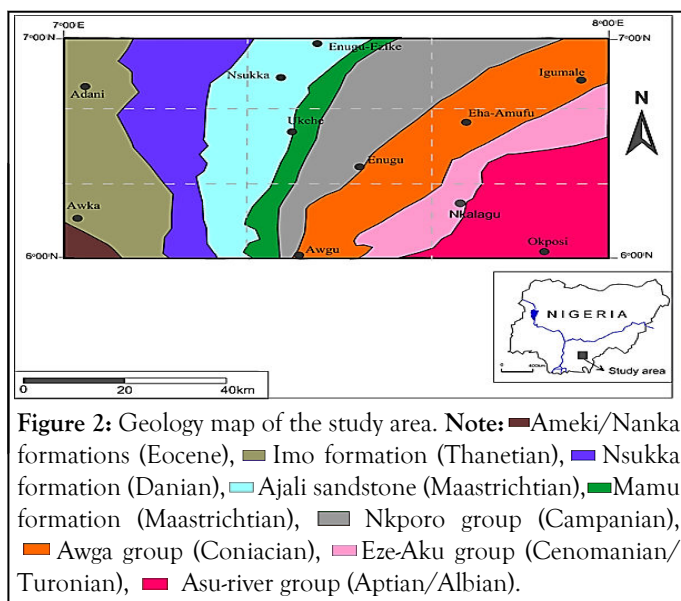 7°00'E
8°00'E
7°00'N
7°00'N
Enugu-Ezike
Nsukka
Igumale
Adani
N
Ukehe
Eha-Amufu
Enugu
Awka
Nkalagu
Okposi
Awgu
6°00'N
6°00'N
NIGERIA
0 400km
Study area
0 20 40km
Figure 2: Geology map of the study area. Note: Ameki/Nanka
formations (Eocene), Imo formation (Thanetian), Nsukka
formation (Danian), Ajali sandstone (Maastrichtian), Mamu
formation (Maastrichtian), Nkporo group (Campanian),
Awga group (Coniacian), Eze-Aku group (Cenomanian/
Turonian), Asu-river group (Aptian/Albian).